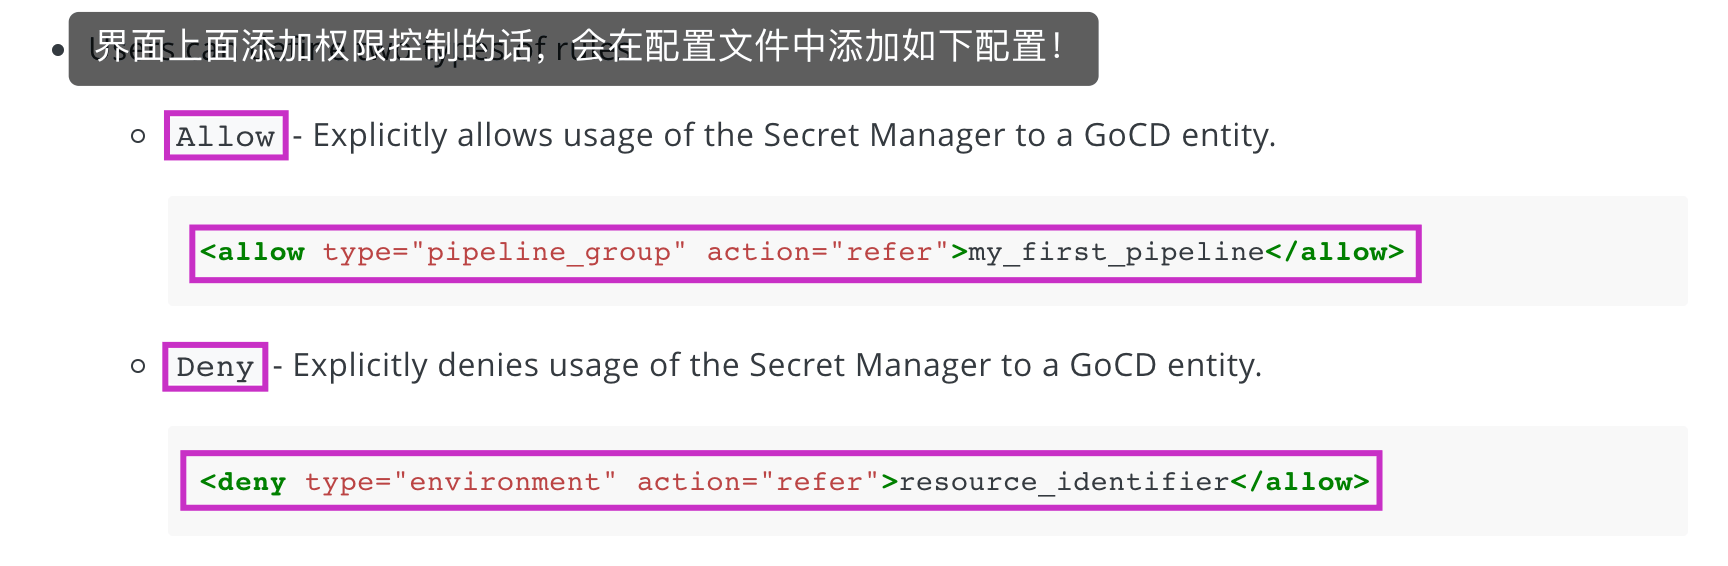 界面上面添加权限控制的话，会在配置文件中添加如下配置！
Allow - Explicitly allows usage of the Secret Manager to a GoCD entity.
<allow type="pipeline_group" action="refer">my_first_pipeline</allow>
Deny - Explicitly denies usage of the Secret Manager to a GoCD entity.
<deny type="environment" action="refer">resource_identifier</allow>